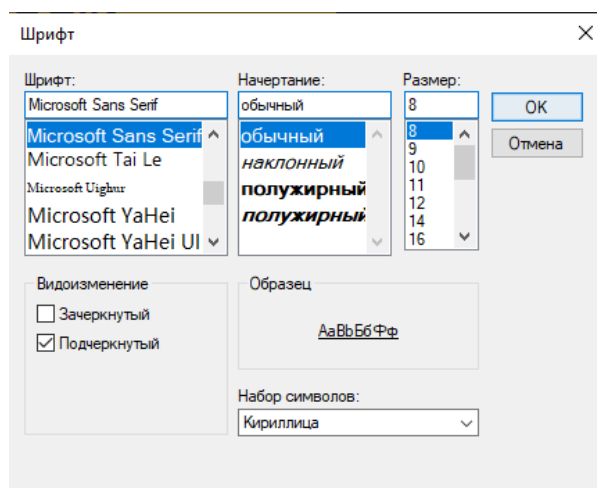 Шрифт
Шрифт:
Microsoft Sans Serif
Microsoft Sans Serif
Microsoft Tai Le
Microsoft Uighur
Microsoft YaHei
Microsoft YaHei UI
Начертание:
обычный
обычный
наклонный
полужирный
полужирный
Размер:
8
8
9
10
11
12
14
16
OK
Отмена
Видоизменение
Зачеркнутый
Подчеркнутый
Образец
АаBbБбФф
Набор символов:
Кириллица